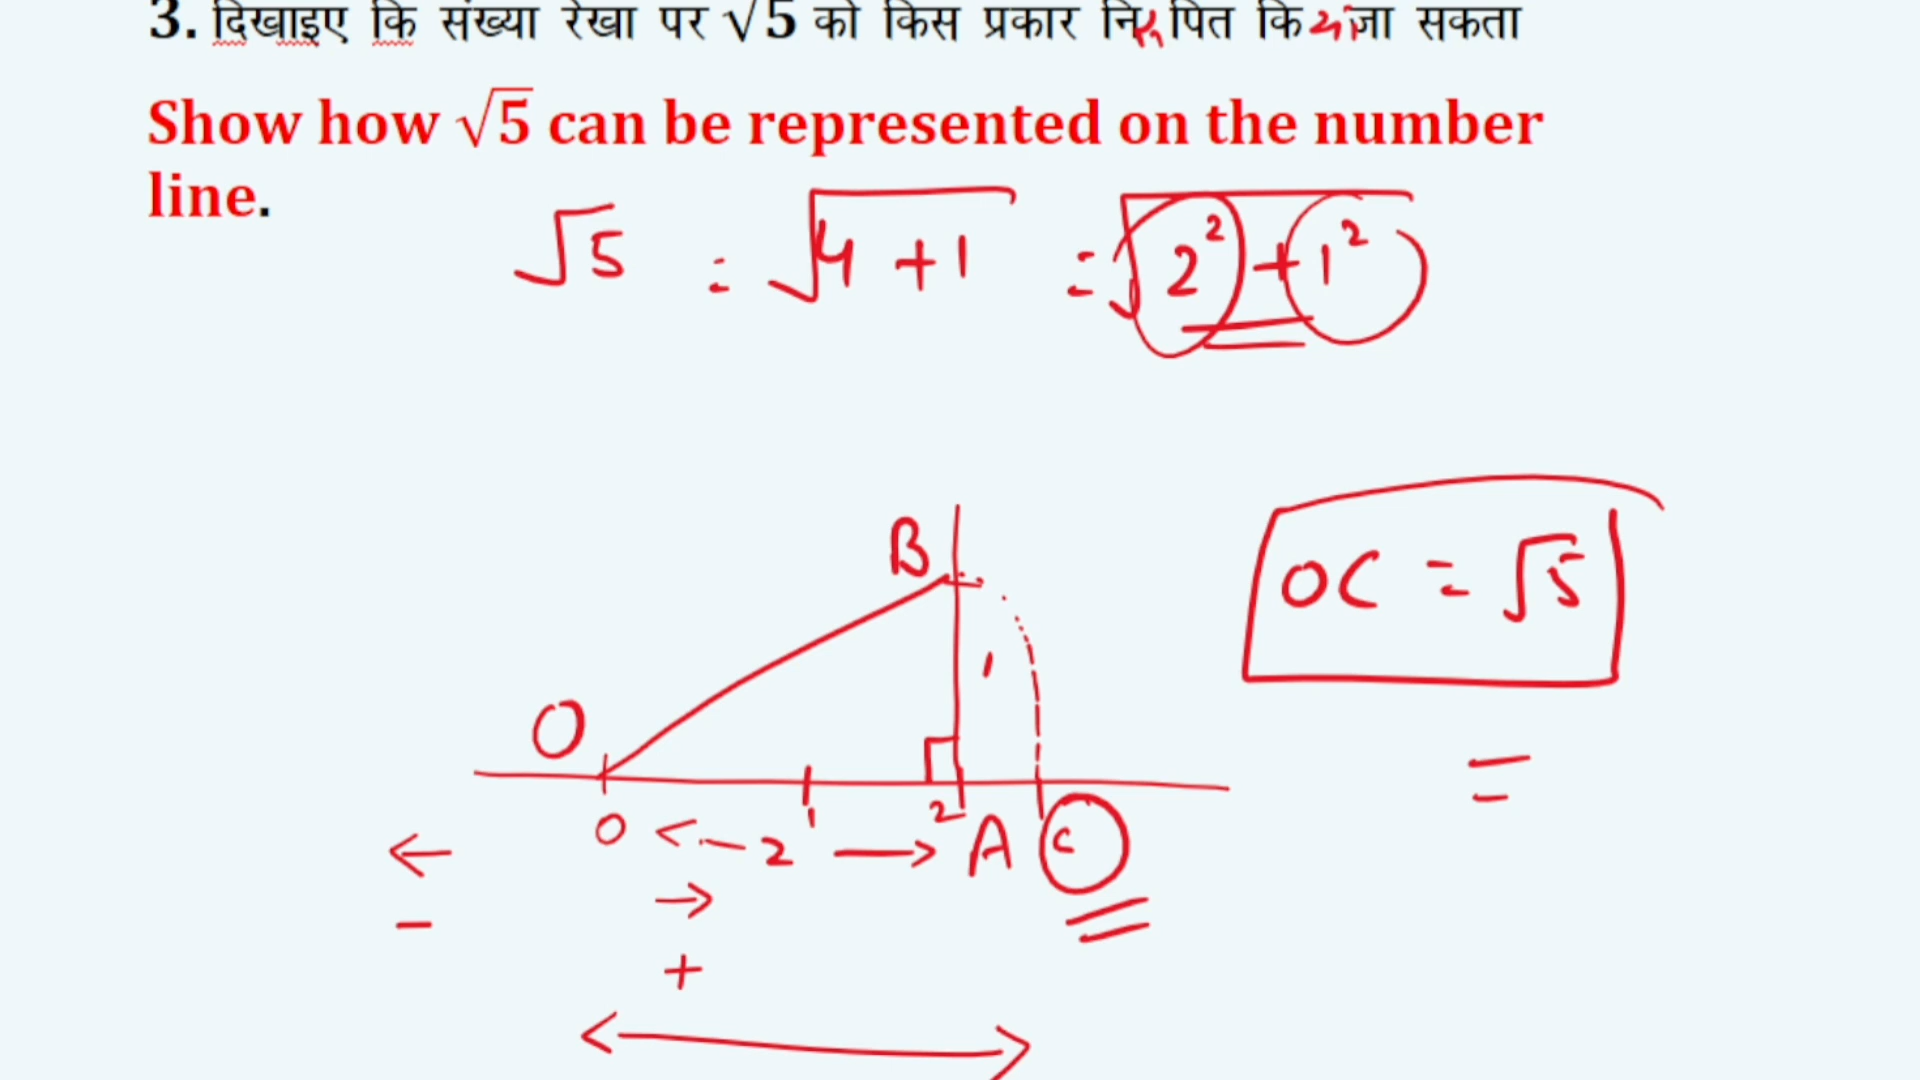 3. दिखाइए कि संख्या रेखा पर √5 को किस प्रकार निरूपित किया जा सकता
Show how √5 can be represented on the number
line.
√5 = √4 + 1 = √2² + 1²
B
OC = √5
1
O
0 1 2 A C
<-- 2 -->
← →
- +